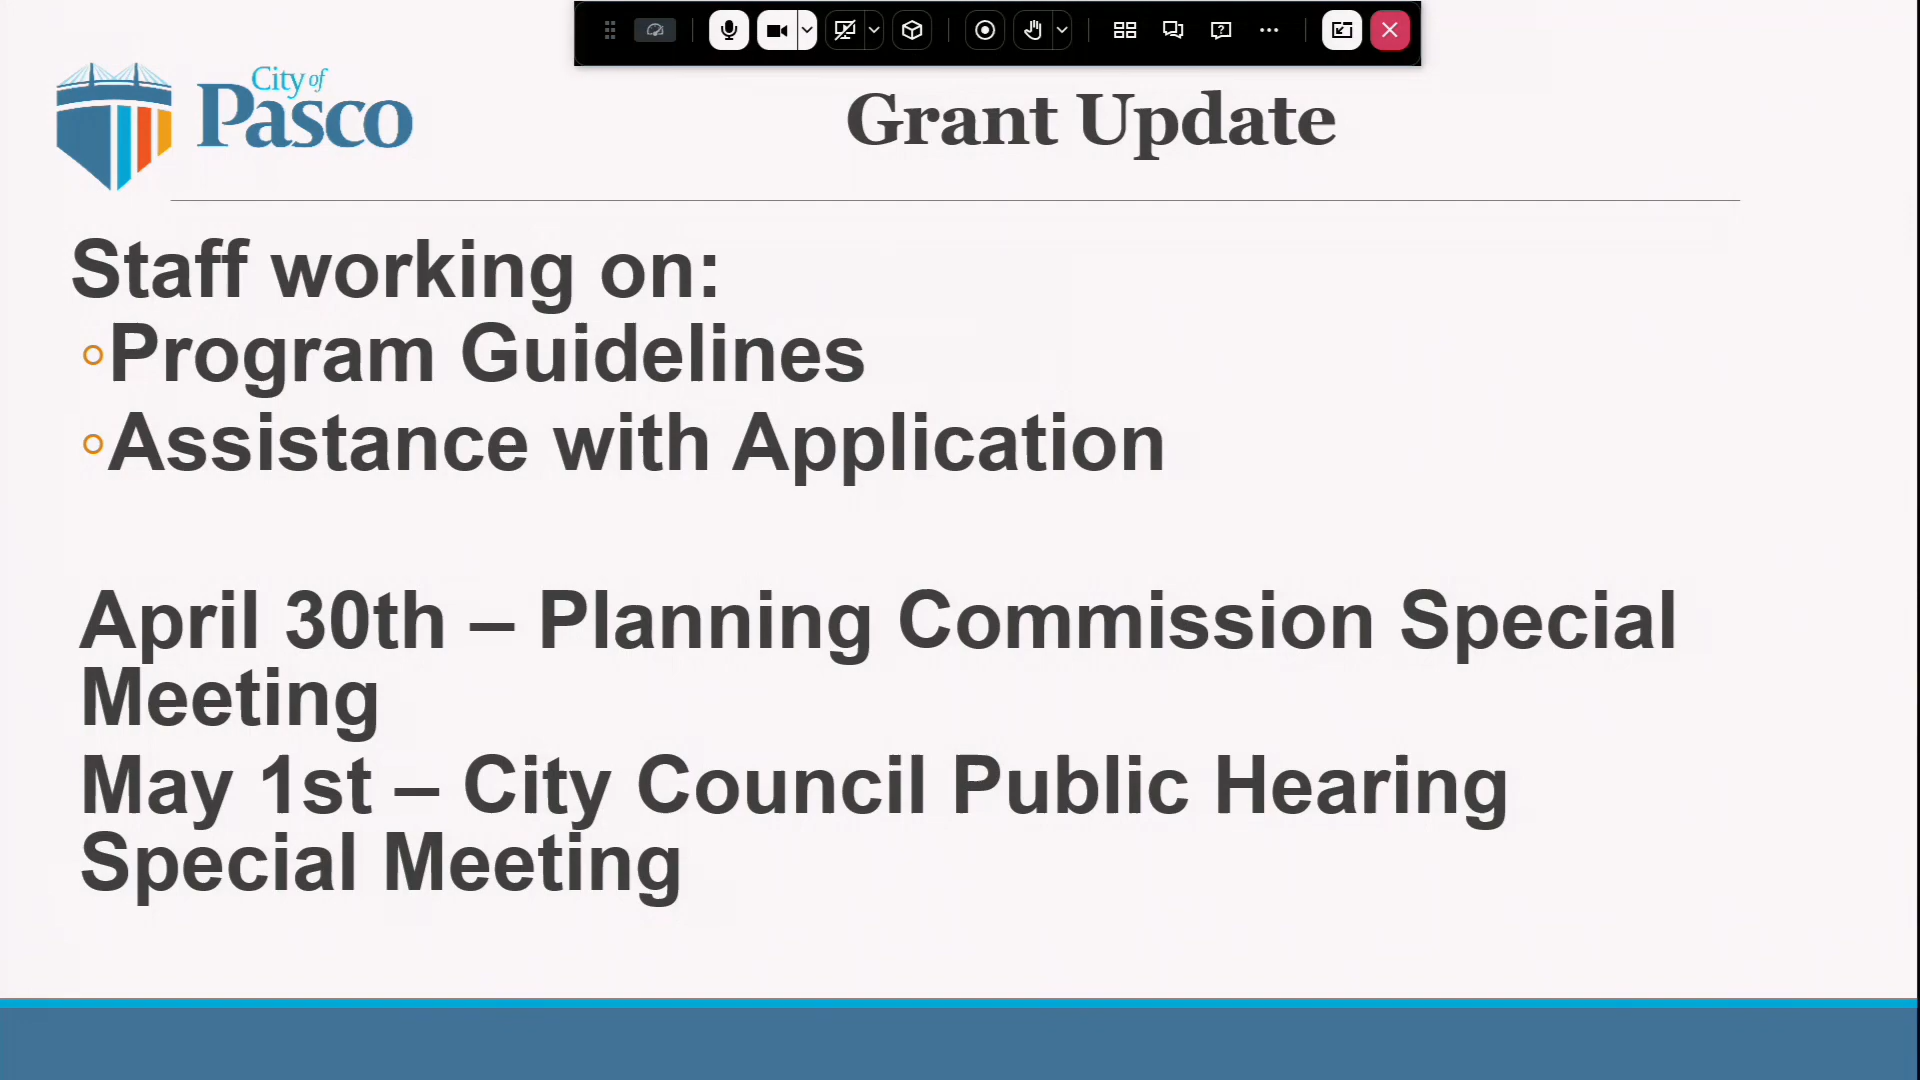 City of
Pasco
Grant Update
Staff working on:
◦Program Guidelines
◦Assistance with Application
April 30th – Planning Commission Special
Meeting
May 1st – City Council Public Hearing
Special Meeting